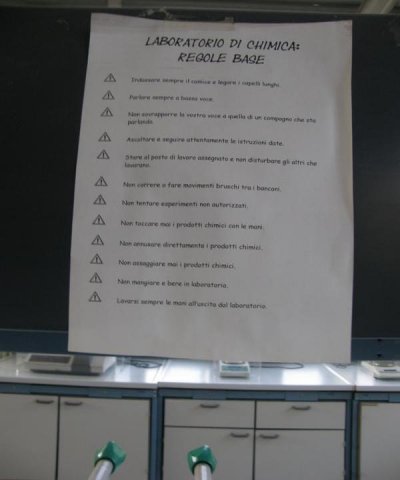 LABORATORIO DI CHIMICA:
REGOLE BASE
Indossare sempre il camice e legare i capelli lunghi.
Parlare sempre a bassa voce.
Non sovrapporre la vostra voce a quella di un compagno che sta
parlando.
Ascoltare e seguire attentamente le istruzioni date.
Stare al posto di lavoro assegnato e non disturbare gli altri che
lavorano.
Non correre o fare movimenti bruschi tra i banconi.
Non tentare esperimenti non autorizzati.
Non toccare mai i prodotti chimici con le mani.
Non annusare direttamente i prodotti chimici.
Non assaggiare mai i prodotti chimici.
Non mangiare e bere in laboratorio.
Lavarsi sempre le mani all'uscita dal laboratorio.